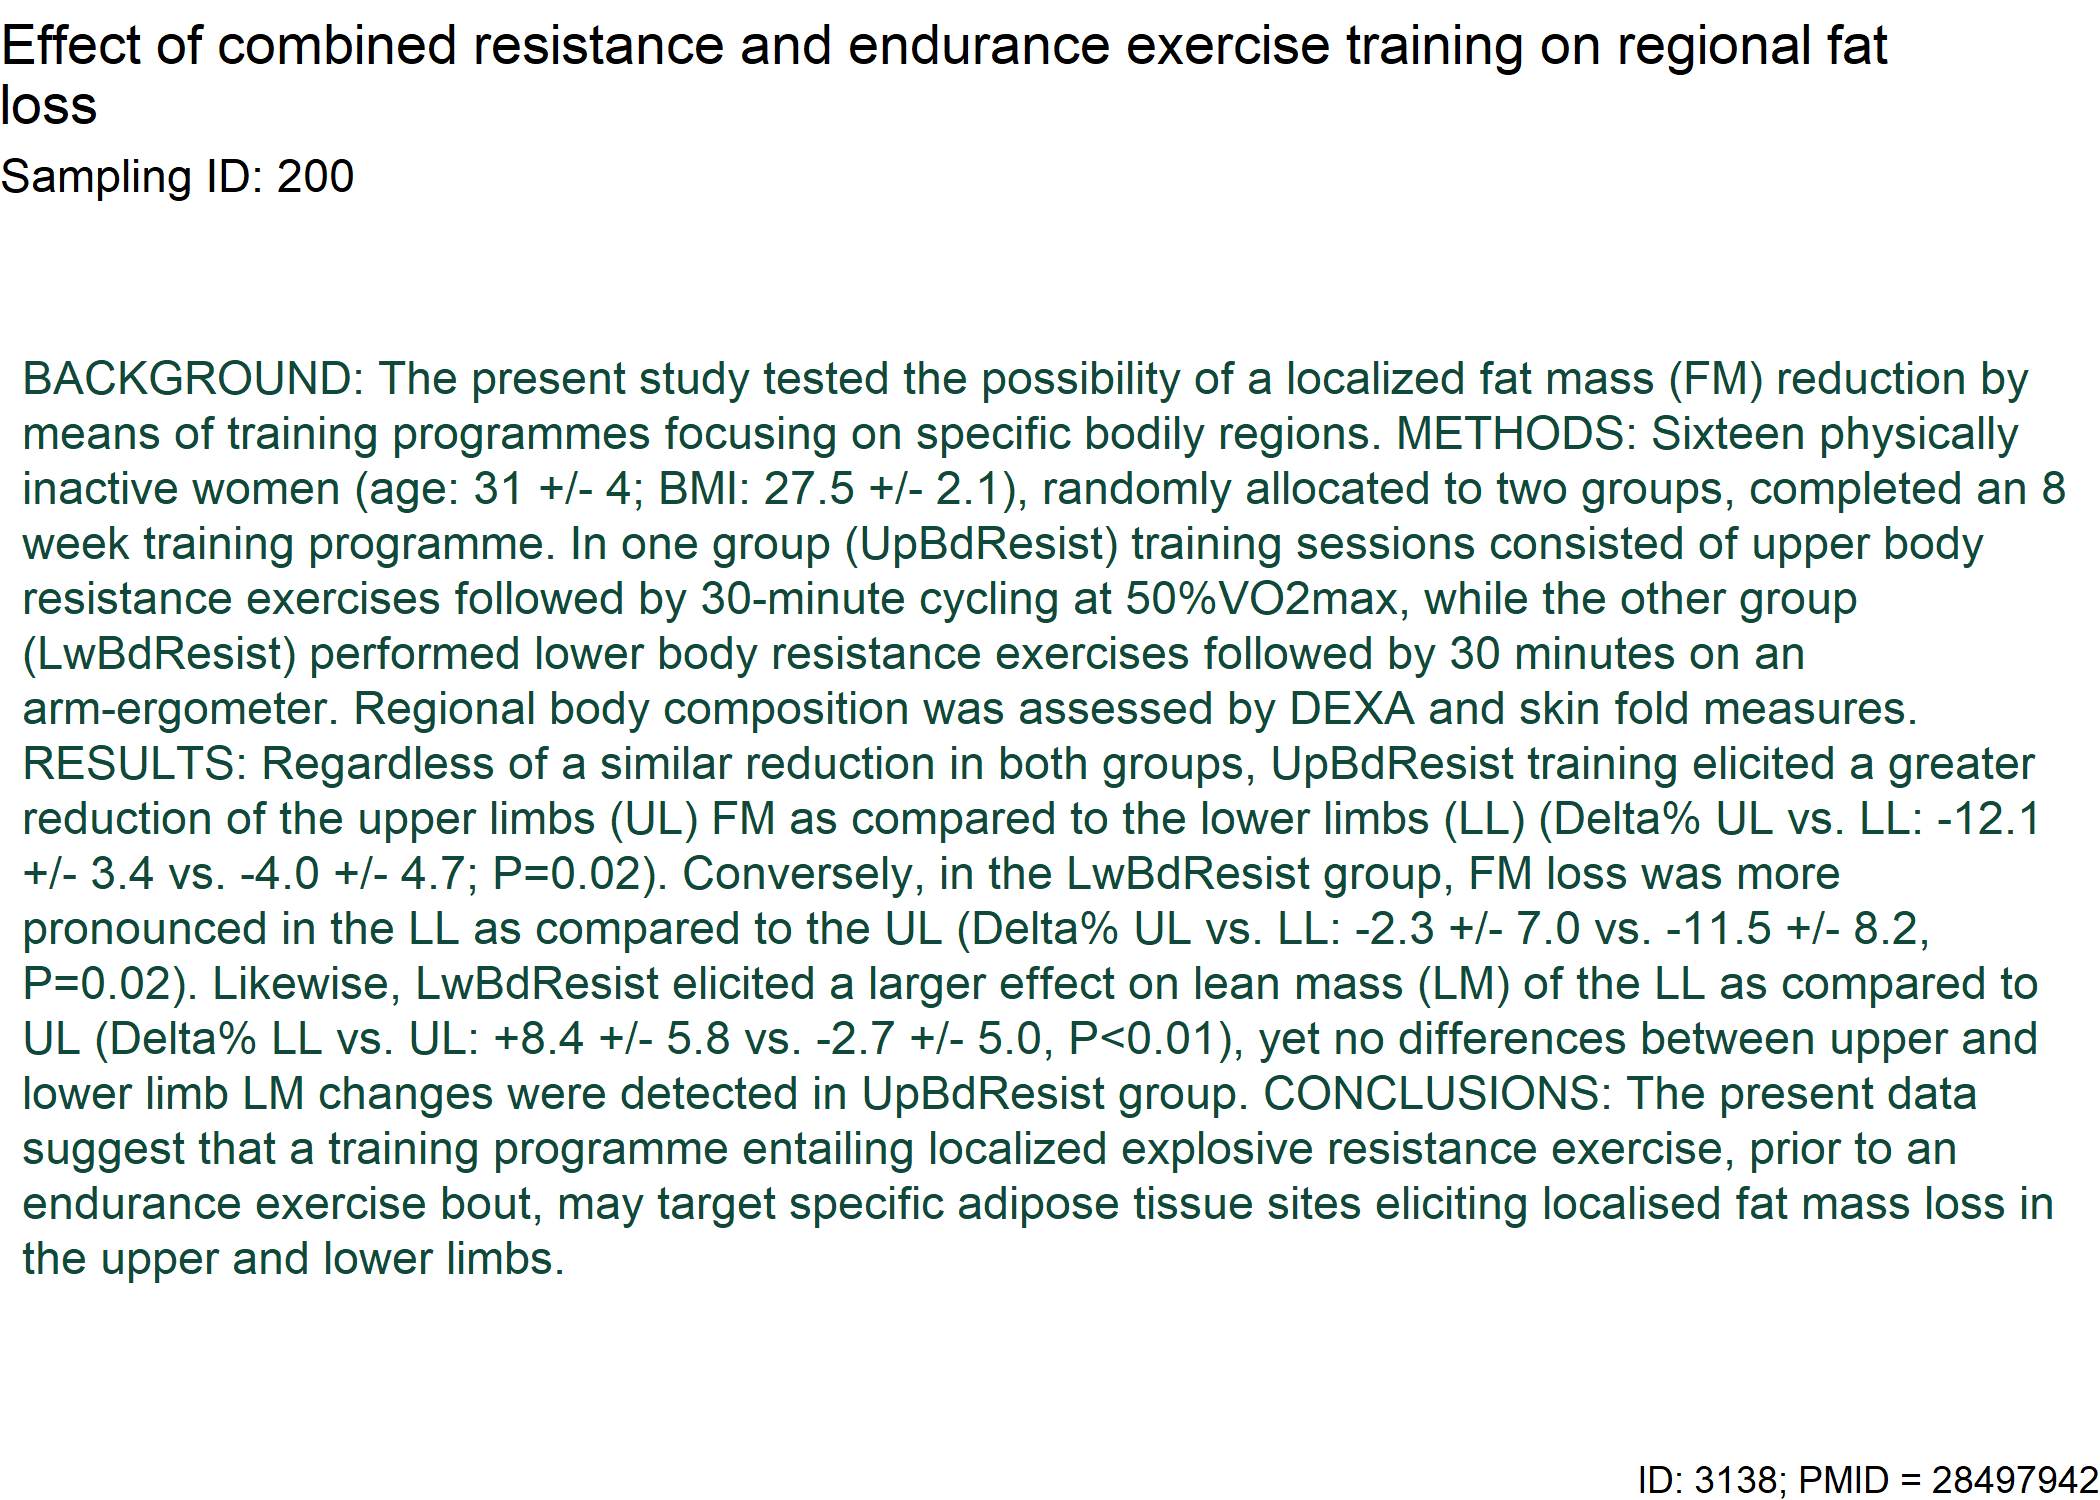 Effect of combined resistance and endurance exercise training on regional fat
loss
Sampling ID: 200
BACKGROUND: The present study tested the possibility of a localized fat mass (FM) reduction by
means of training programmes focusing on specific bodily regions. METHODS: Sixteen physically
inactive women (age: 31 +/- 4; BMI: 27.5 +/- 2.1), randomly allocated to two groups, completed an 8
week training programme. In one group (UpBdResist) training sessions consisted of upper body
resistance exercises followed by 30-minute cycling at 50%VO2max, while the other group
(LwBdResist) performed lower body resistance exercises followed by 30 minutes on an
arm-ergometer. Regional body composition was assessed by DEXA and skin fold measures.
RESULTS: Regardless of a similar reduction in both groups, UpBdResist training elicited a greater
reduction of the upper limbs (UL) FM as compared to the lower limbs (LL) (Delta% UL vs. LL: -12.1
+/- 3.4 vs. -4.0 +/- 4.7; P=0.02). Conversely, in the LwBdResist group, FM loss was more
pronounced in the LL as compared to the UL (Delta% UL vs. LL: -2.3 +/- 7.0 vs. -11.5 +/- 8.2,
P=0.02). Likewise, LwBdResist elicited a larger effect on lean mass (LM) of the LL as compared to
UL (Delta% LL vs. UL: +8.4 +/- 5.8 vs. -2.7 +/- 5.0, P<0.01), yet no differences between upper and
lower limb LM changes were detected in UpBdResist group. CONCLUSIONS: The present data
suggest that a training programme entailing localized explosive resistance exercise, prior to an
endurance exercise bout, may target specific adipose tissue sites eliciting localised fat mass loss in
the upper and lower limbs.
ID: 3138; PMID = 28497942